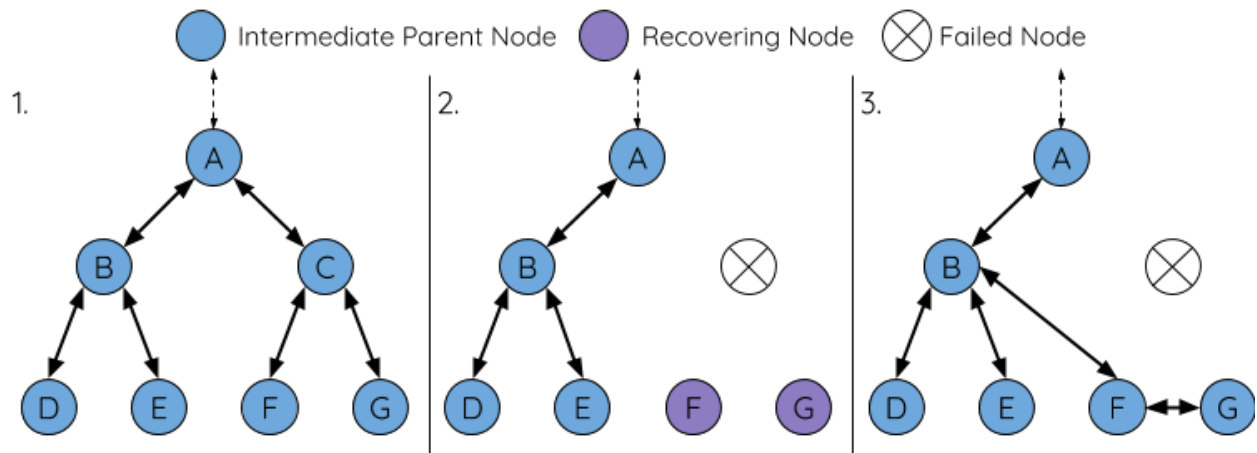 Intermediate Parent Node Recovering Node Failed Node
1. 2. 3.
A A A
B C B B
D E F G D E F G D E F G